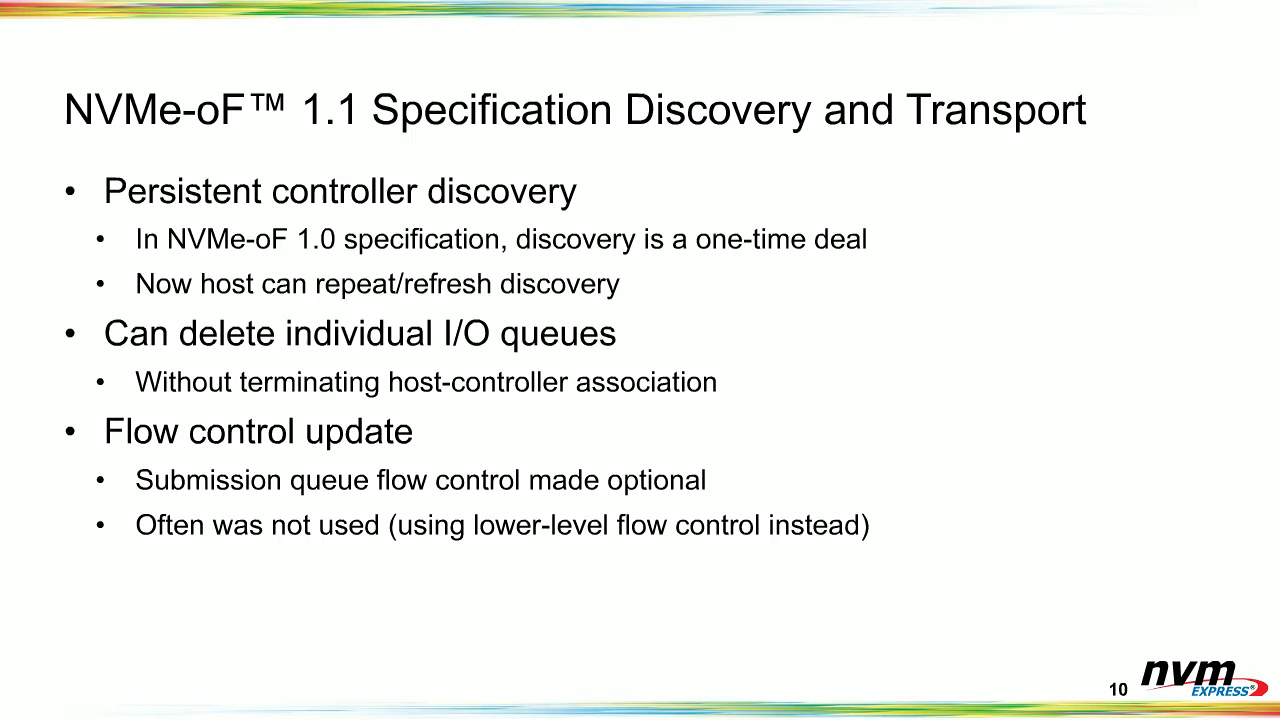 NVMe-oF™ 1.1 Specification Discovery and Transport
• Persistent controller discovery
• In NVMe-oF 1.0 specification, discovery is a one-time deal
• Now host can repeat/refresh discovery
• Can delete individual I/O queues
• Without terminating host-controller association
• Flow control update
• Submission queue flow control made optional
• Often was not used (using lower-level flow control instead)
10
nvm
EXPRESS®